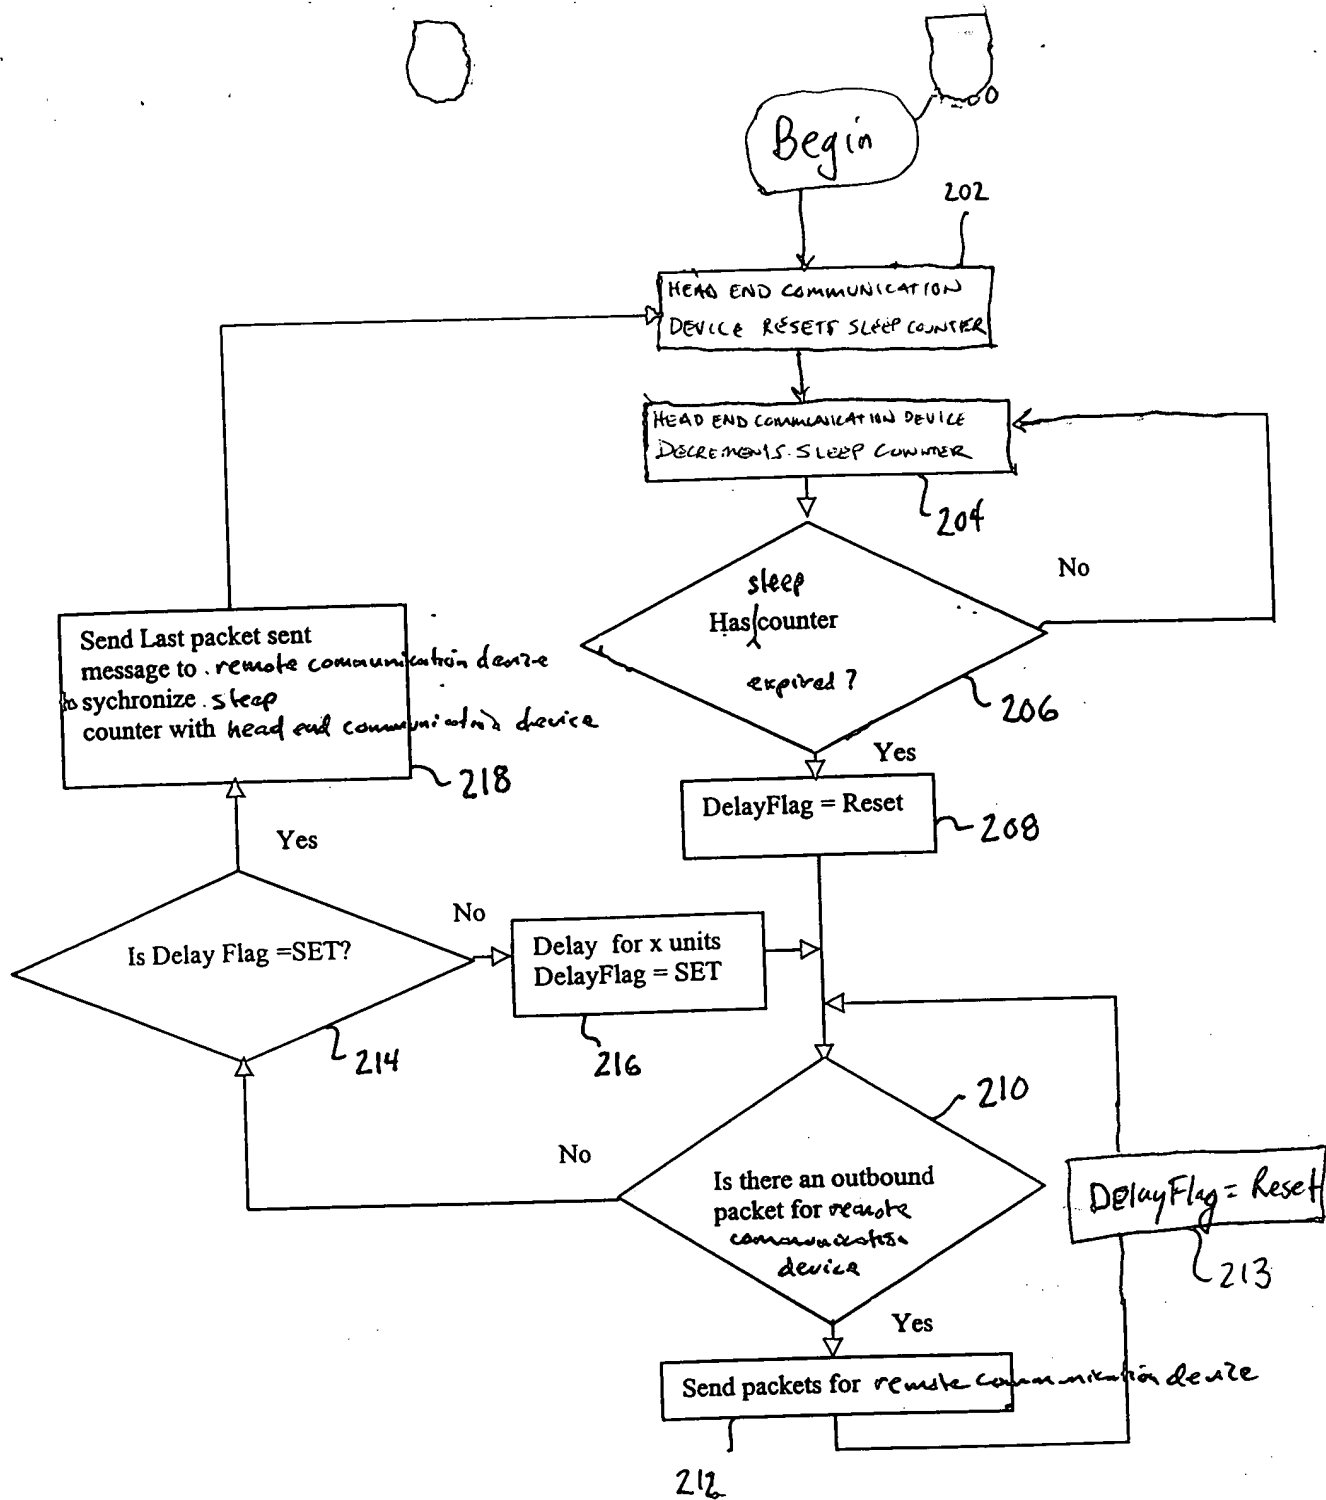 Begin
202
HEAD END COMMUNICATION
DEVICE RESETS SLEEP COUNTER
HEAD END COMMUNICATION DEVICE
DECREMENTS SLEEP COUNTER
204
No
sleep
Has counter
expired ?
206
Yes
Send Last packet sent
message to remote communication device
to sychronize sleep
counter with head end communication device
218
DelayFlag = Reset
208
Yes
No
Is Delay Flag =SET?
Delay for x units
DelayFlag = SET
214
216
210
No
Is there an outbound
packet for remote
communication
device
DelayFlag = Reset
213
Yes
Send packets for remote communication device
212